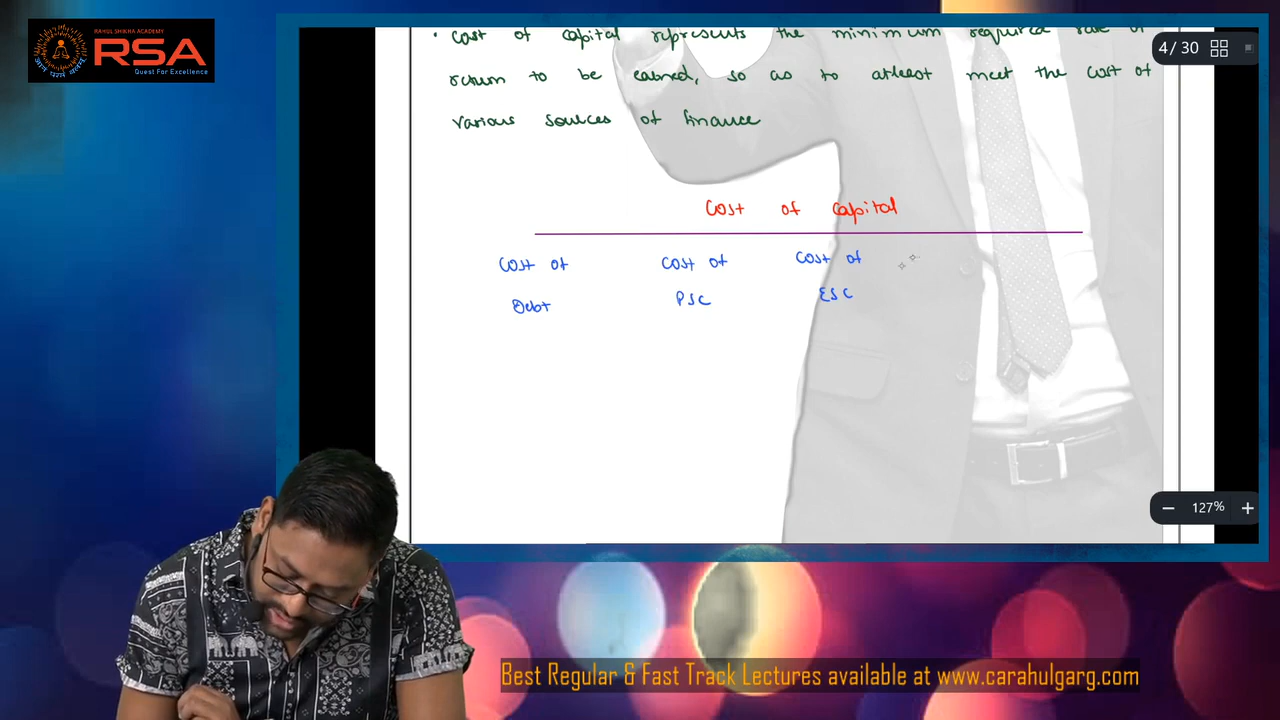 RAHUL SHIKHA ACADEMY
RSA
Quest For Excellence
4 / 30
• Cost of capital represents the minimum required rate of
return to be earned, so as to atleast meet the cost of
various sources of finance
Cost of Capital
Cost of Cost of Cost of
Debt PSC ESC
127%
Best Regular & Fast Track Lectures available at www.carahulgarg.com